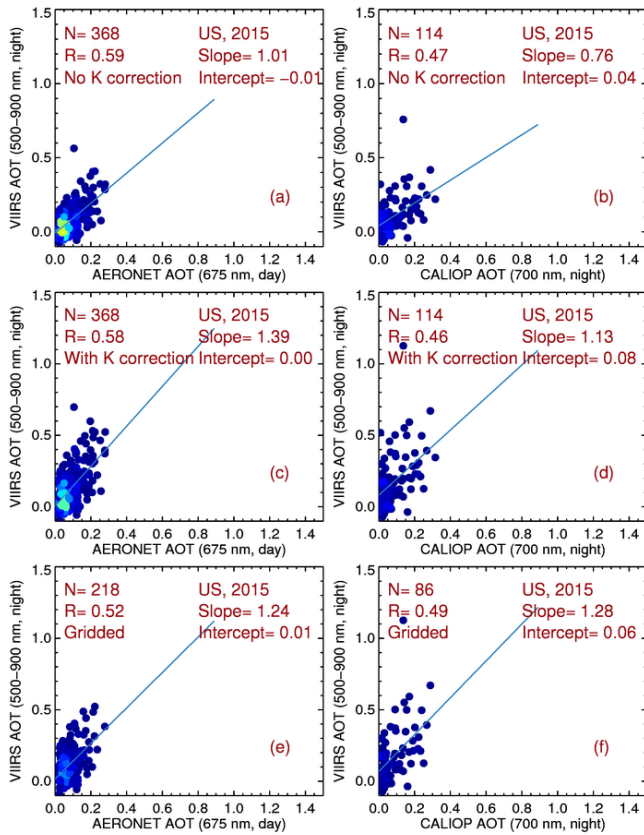 1.5
N= 368 US, 2015
R= 0.59 Slope= 1.01
No K correction Intercept= −0.01
1.0
0.5
0.0
(a)
VIIRS AOT (500−900 nm, night)
0.0 0.2 0.4 0.6 0.8 1.0 1.2 1.4
AERONET AOT (675 nm, day)
1.5
N= 114 US, 2015
R= 0.47 Slope= 0.76
No K correction Intercept= 0.04
1.0
0.5
0.0
(b)
VIIRS AOT (500−900 nm, night)
0.0 0.2 0.4 0.6 0.8 1.0 1.2 1.4
CALIOP AOT (700 nm, night)
1.5
N= 368 US, 2015
R= 0.58 Slope= 1.39
With K correction Intercept= 0.00
1.0
0.5
0.0
(c)
VIIRS AOT (500−900 nm, night)
0.0 0.2 0.4 0.6 0.8 1.0 1.2 1.4
AERONET AOT (675 nm, day)
1.5
N= 114 US, 2015
R= 0.46 Slope= 1.13
With K correction Intercept= 0.08
1.0
0.5
0.0
(d)
VIIRS AOT (500−900 nm, night)
0.0 0.2 0.4 0.6 0.8 1.0 1.2 1.4
CALIOP AOT (700 nm, night)
1.5
N= 218 US, 2015
R= 0.52 Slope= 1.24
Gridded Intercept= 0.01
1.0
0.5
0.0
(e)
VIIRS AOT (500−900 nm, night)
0.0 0.2 0.4 0.6 0.8 1.0 1.2 1.4
AERONET AOT (675 nm, day)
1.5
N= 86 US, 2015
R= 0.49 Slope= 1.28
Gridded Intercept= 0.06
1.0
0.5
0.0
(f)
VIIRS AOT (500−900 nm, night)
0.0 0.2 0.4 0.6 0.8 1.0 1.2 1.4
CALIOP AOT (700 nm, night)